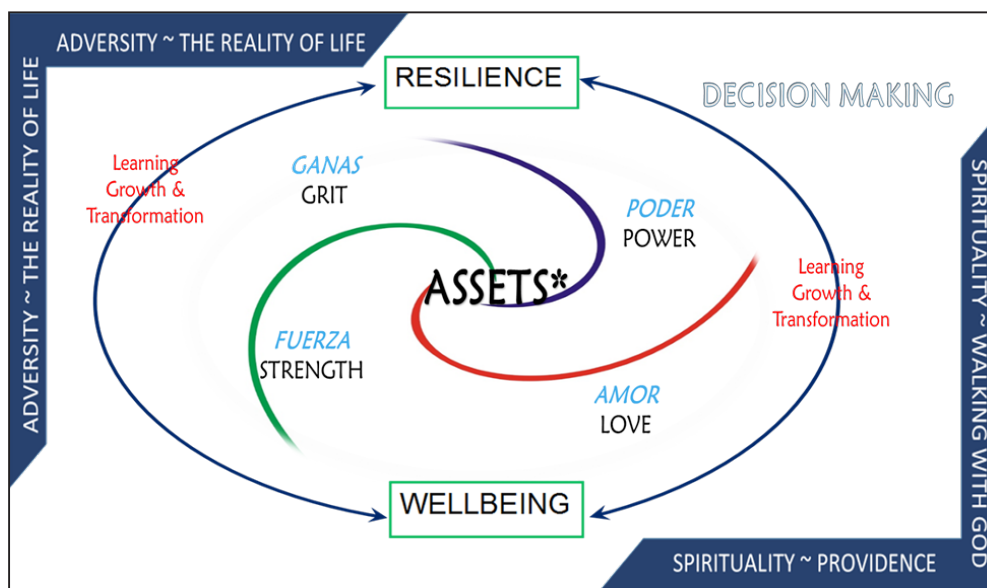 ADVERSITY ~ THE REALITY OF LIFE
ADVERSITY ~ THE REALITY OF LIFE
RESILIENCE
DECISION MAKING
Learning
Growth &
Transformation
GANAS
GRIT
PODER
POWER
ASSETS*
Learning
Growth &
Transformation
FUERZA
STRENGTH
AMOR
LOVE
WELLBEING
SPIRITUALITY ~ WALKING WITH GOD
SPIRITUALITY ~ PROVIDENCE